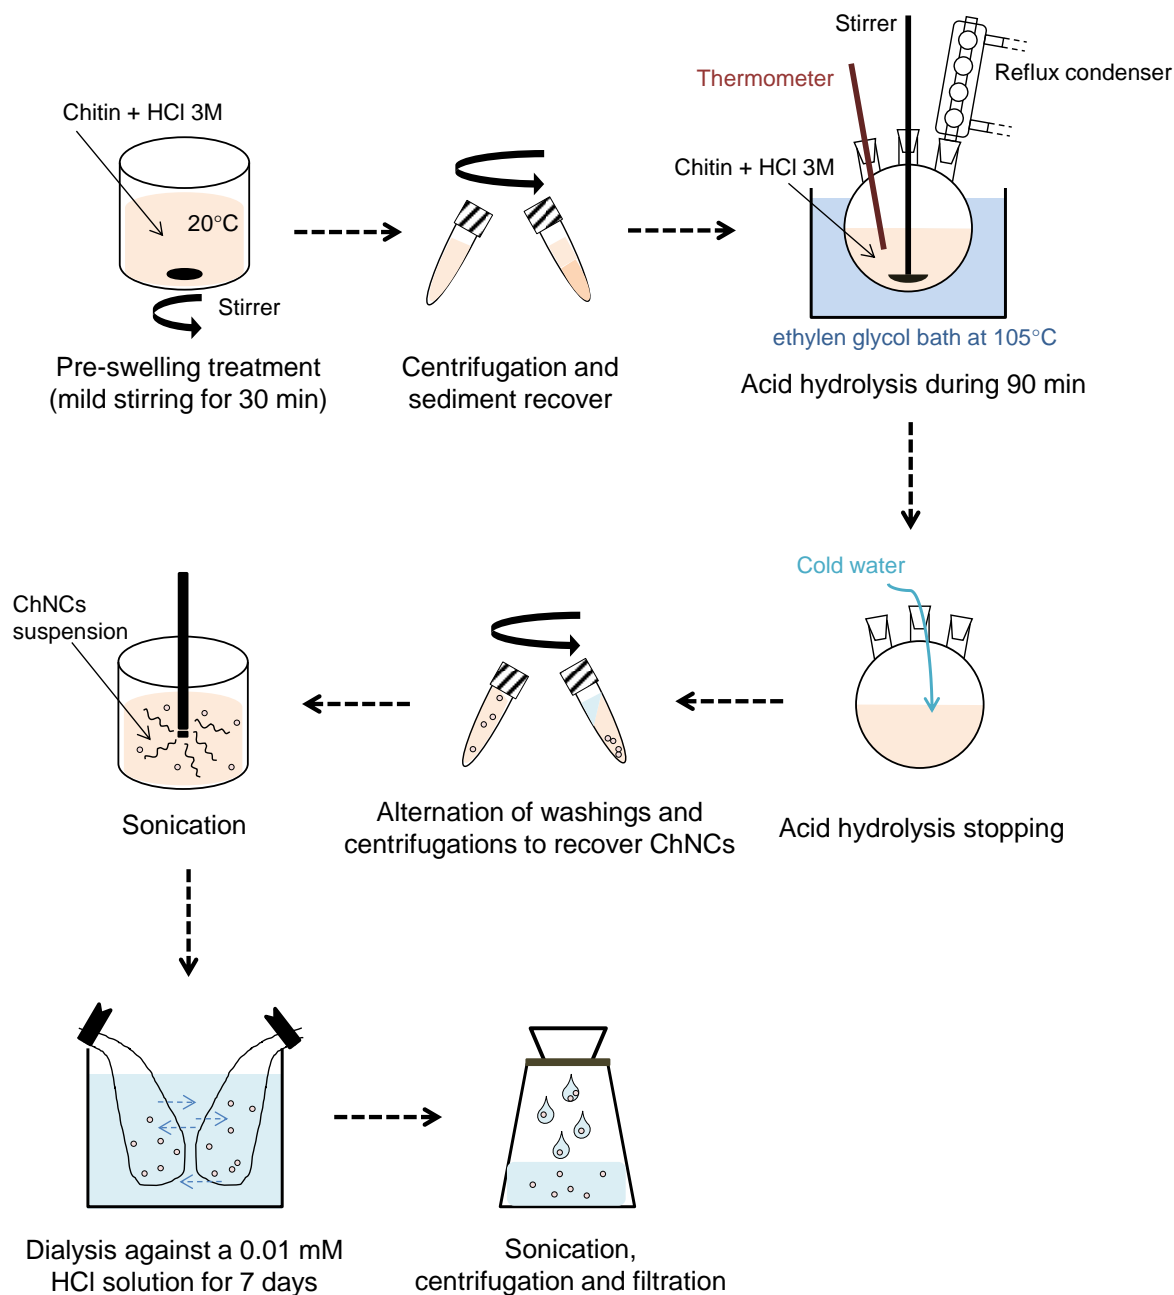 Chitin + HCl 3M
20°C
Stirrer
Pre-swelling treatment
(mild stirring for 30 min)
Centrifugation and
sediment recover
Stirrer
Thermometer
Reflux condenser
Chitin + HCl 3M
ethylen glycol bath at 105°C
Acid hydrolysis during 90 min
Cold water
Acid hydrolysis stopping
Alternation of washings and
centrifugations to recover ChNCs
ChNCs
suspension
Sonication
Dialysis against a 0.01 mM
HCl solution for 7 days
Sonication,
centrifugation and filtration